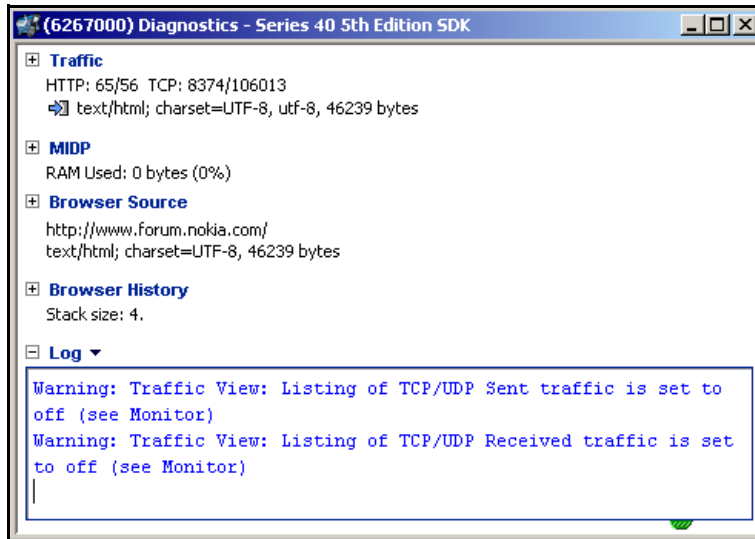 (6267000) Diagnostics - Series 40 5th Edition SDK
Traffic
HTTP: 65/56 TCP: 8374/106013
text/html; charset=UTF-8, utf-8, 46239 bytes
MIDP
RAM Used: 0 bytes (0%)
Browser Source
http://www.forum.nokia.com/
text/html; charset=UTF-8, 46239 bytes
Browser History
Stack size: 4.
Log
Warning: Traffic View: Listing of TCP/UDP Sent traffic is set to
off (see Monitor)
Warning: Traffic View: Listing of TCP/UDP Received traffic is set
to off (see Monitor)